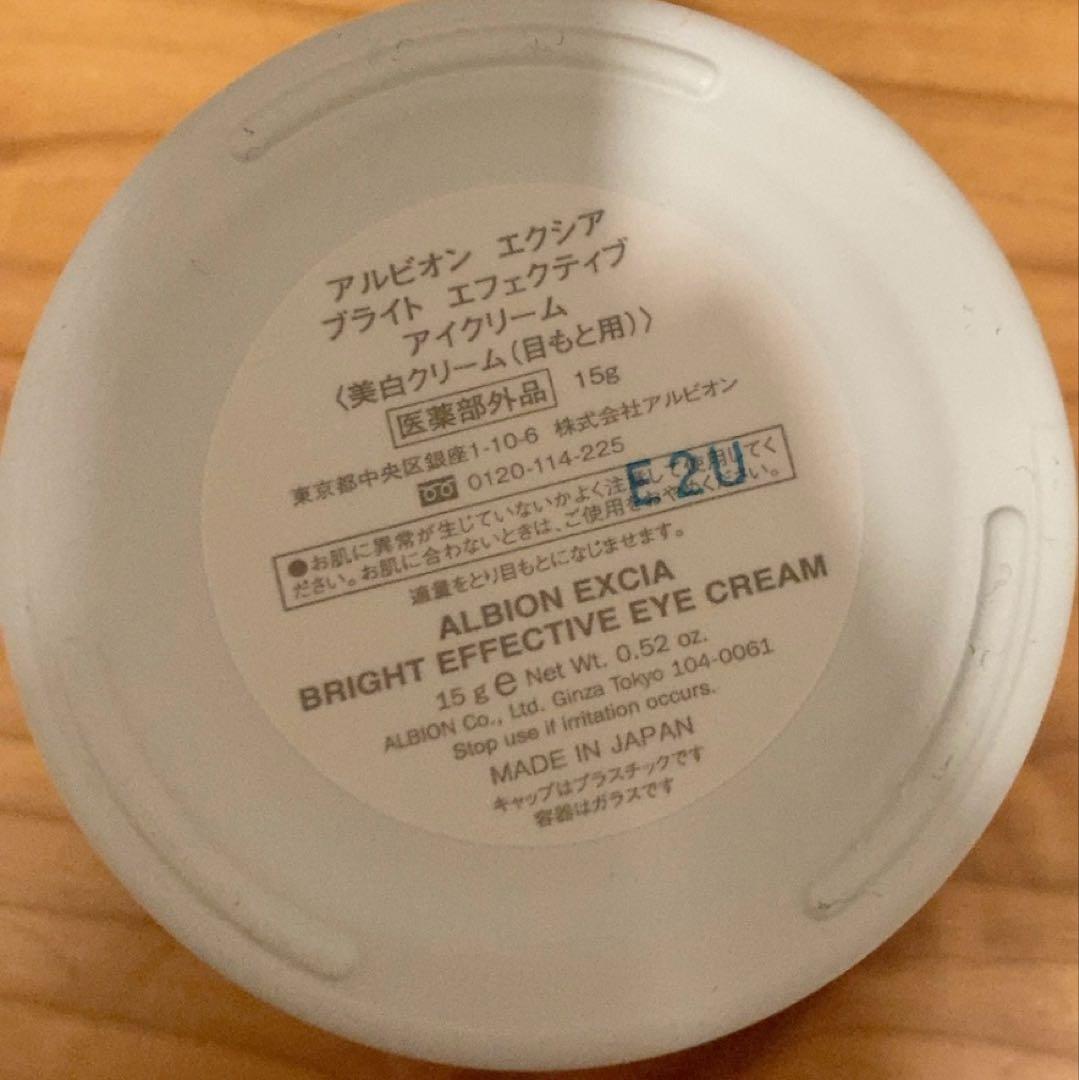 アルビオン エクシア
ブライト エフェクティブ
アイクリーム
〈美白クリーム(目もと用)〉
医薬部外品 15g
東京都中央区銀座1-10-6 株式会社アルビオン
0120-114-225
●お肌に異常が生じていないかよく注意して使用してく
ださい。お肌に合わないときは、ご使用をおやめください。
E2U
適量をとり目もとになじませます。
ALBION EXCIA
BRIGHT EFFECTIVE EYE CREAM
15 g e Net Wt. 0.52 oz.
ALBION Co., Ltd. Ginza Tokyo 104-0061
Stop use if irritation occurs.
MADE IN JAPAN
キャップはプラスチックです
容器はガラスです